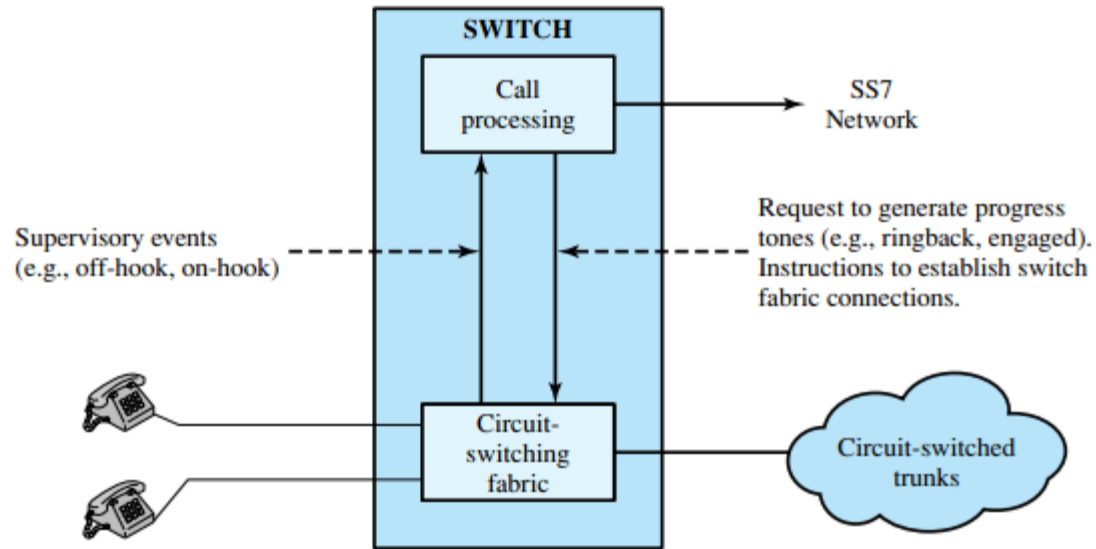 SWITCH
Call
processing
SS7
Network
Supervisory events
(e.g., off-hook, on-hook)
Request to generate progress
tones (e.g., ringback, engaged).
Instructions to establish switch
fabric connections.
Circuit-
switching
fabric
Circuit-switched
trunks